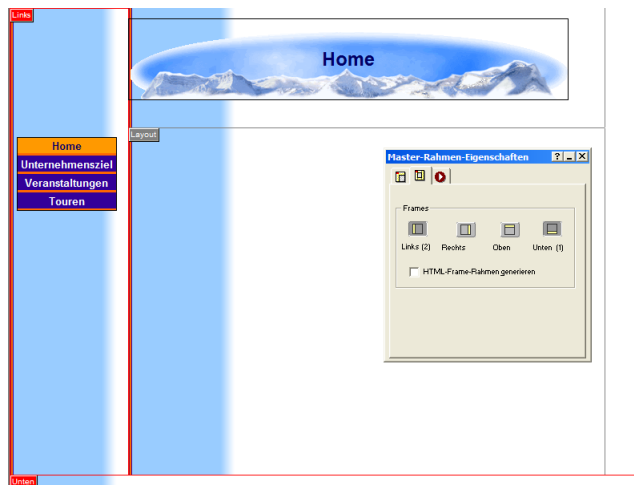 Links
Home
Layout
Home
Unternehmensziel
Veranstaltungen
Touren
Master-Rahmen-Eigenschaften
Frames
Links (2) Rechts Oben Unten (1)
HTML-Frame-Rahmen generieren
Unten